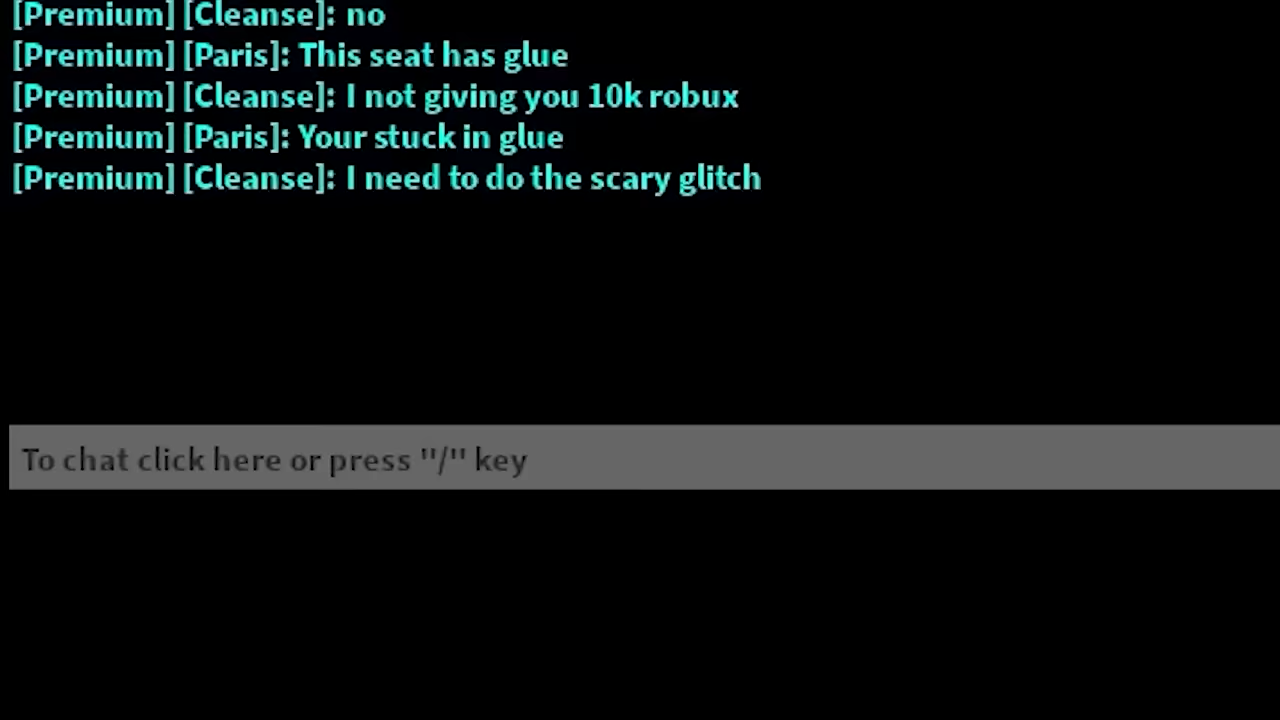 [Premium] [Cleanse]: no
[Premium] [Paris]: This seat has glue
[Premium] [Cleanse]: I not giving you 10k robux
[Premium] [Paris]: Your stuck in glue
[Premium] [Cleanse]: I need to do the scary glitch
To chat click here or press "/" key